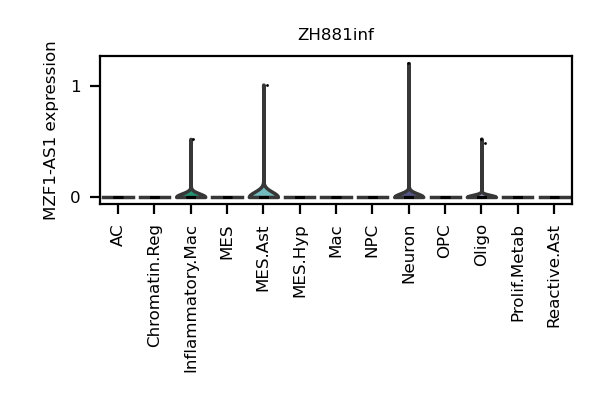 ZH881inf
MZF1-AS1 expression
1
0
AC
Chromatin.Reg
Inflammatory.Mac
MES
MES.Ast
MES.Hyp
Mac
NPC
Neuron
OPC
Oligo
Prolif.Metab
Reactive.Ast